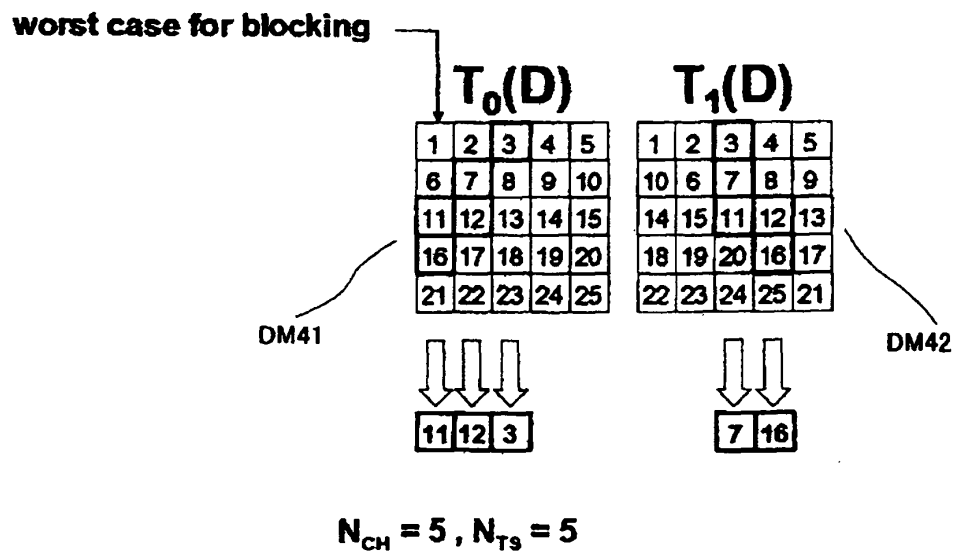 worst case for blocking
T₀(D) T₁(D)
1 2 3 4 5 1 2 3 4 5
6 7 8 9 10 10 6 7 8 9
11 12 13 14 15 14 15 11 12 13
16 17 18 19 20 18 19 20 16 17
21 22 23 24 25 22 23 24 25 21
DM41 DM42
11 12 3 7 16
N_CH = 5 , N_TS = 5